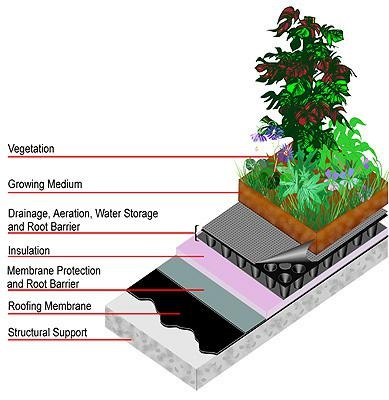 Vegetation
Growing Medium
Drainage, Aeration, Water Storage
and Root Barrier
Insulation
Membrane Protection
and Root Barrier
Roofing Membrane
Structural Support